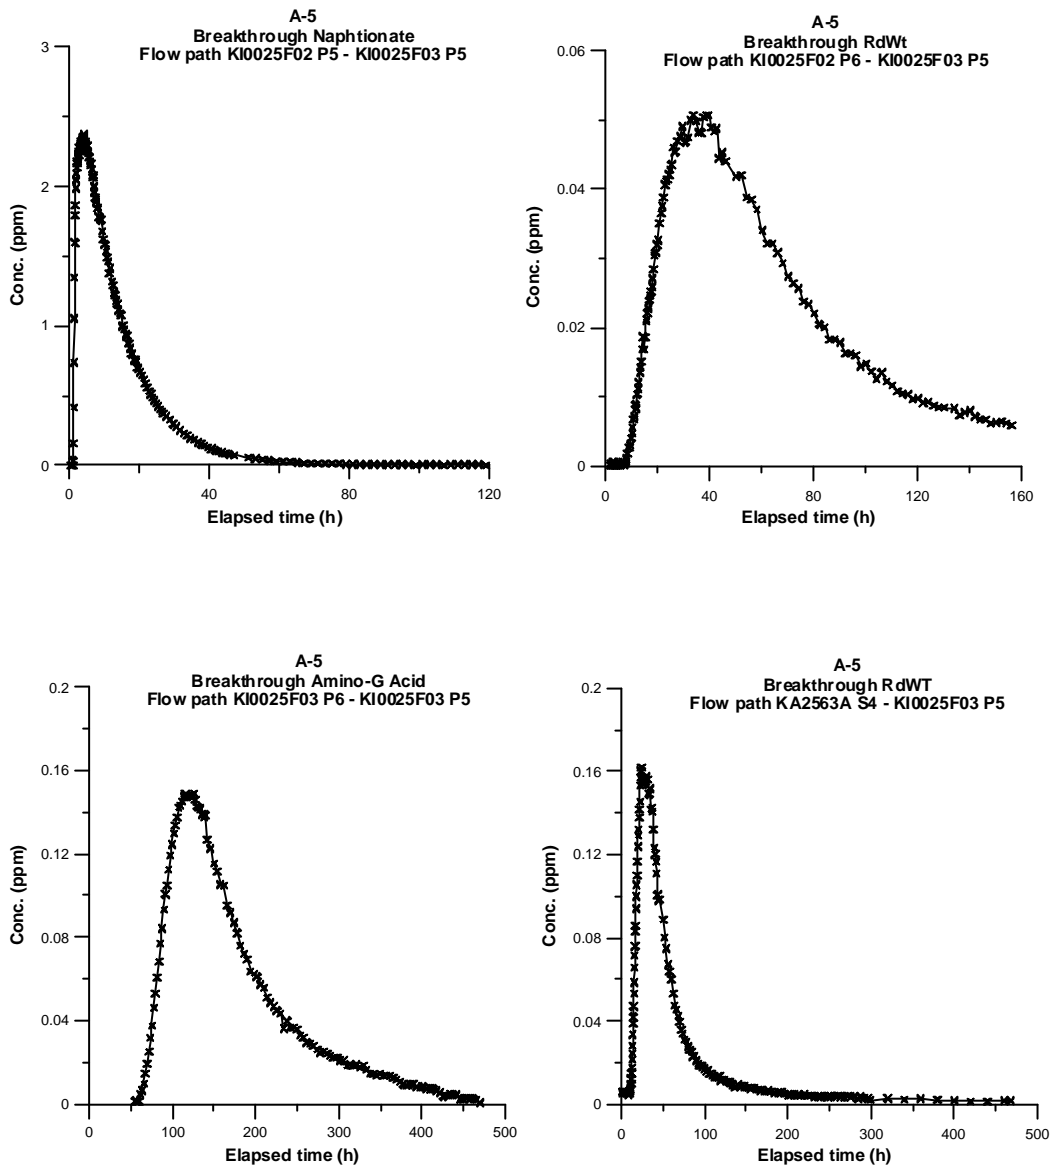 A-5
Breakthrough Naphtionate
Flow path KI0025F02 P5 - KI0025F03 P5
3
2
1
0
Conc. (ppm)
0 40 80 120
Elapsed time (h)
A-5
Breakthrough RdWt
Flow path KI0025F02 P6 - KI0025F03 P5
0.06
0.04
0.02
0
Conc. (ppm)
0 40 80 120 160
Elapsed time (h)
A-5
Breakthrough Amino-G Acid
Flow path KI0025F03 P6 - KI0025F03 P5
0.2
0.16
0.12
0.08
0.04
0
Conc. (ppm)
0 100 200 300 400 500
Elapsed time (h)
A-5
Breakthrough RdWT
Flow path KA2563A S4 - KI0025F03 P5
0.2
0.16
0.12
0.08
0.04
0
Conc. (ppm)
0 100 200 300 400 500
Elapsed time (h)